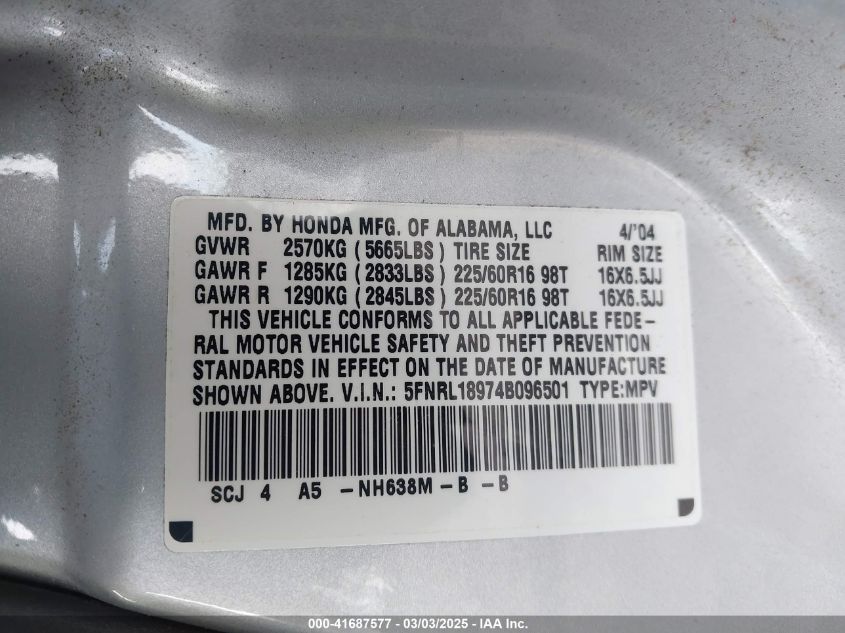 MFD. BY HONDA MFG. OF ALABAMA, LLC 4/'04
GVWR 2570KG (5665LBS) TIRE SIZE RIM SIZE
GAWR F 1285KG (2833LBS) 225/60R16 98T 16X6.5JJ
GAWR R 1290KG (2845LBS) 225/60R16 98T 16X6.5JJ
THIS VEHICLE CONFORMS TO ALL APPLICABLE FEDE-
RAL MOTOR VEHICLE SAFETY AND THEFT PREVENTION
STANDARDS IN EFFECT ON THE DATE OF MANUFACTURE
SHOWN ABOVE. V.I.N.: 5FNRL18974B096501 TYPE:MPV
SCJ 4 A5 -NH638M-B -B
000-41687577 — 03/03/2025 — IAA Inc.